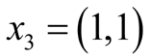 x₃ = (1,1)